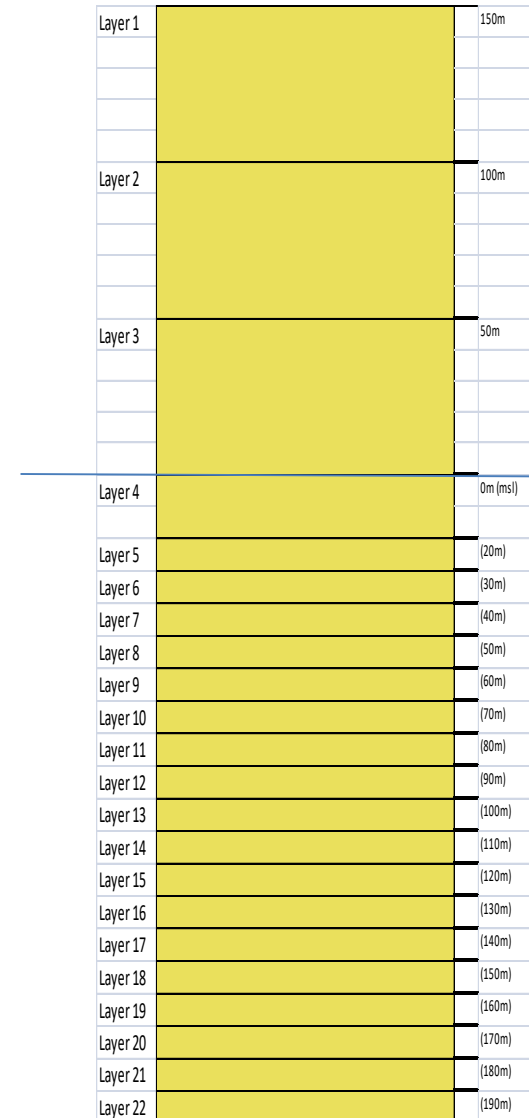 Layer 1 150m
Layer 2 100m
Layer 3 50m
Layer 4 0m (msl)
Layer 5 (20m)
Layer 6 (30m)
Layer 7 (40m)
Layer 8 (50m)
Layer 9 (60m)
Layer 10 (70m)
Layer 11 (80m)
Layer 12 (90m)
Layer 13 (100m)
Layer 14 (110m)
Layer 15 (120m)
Layer 16 (130m)
Layer 17 (140m)
Layer 18 (150m)
Layer 19 (160m)
Layer 20 (170m)
Layer 21 (180m)
Layer 22 (190m)